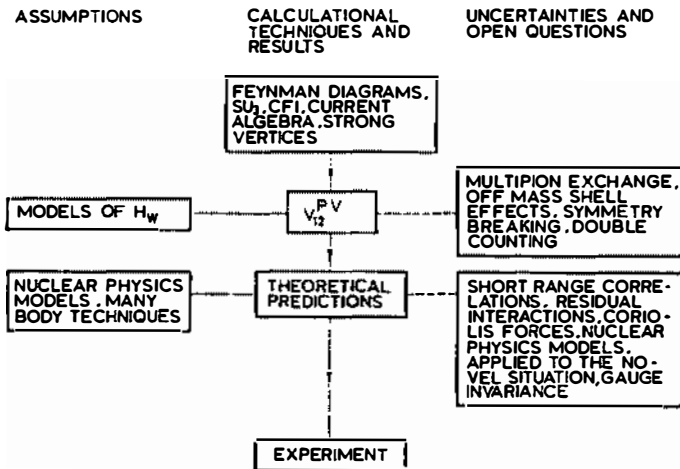 ASSUMPTIONS
CALCULATIONAL
TECHNIQUES AND
RESULTS
UNCERTAINTIES AND
OPEN QUESTIONS
FEYNMAN DIAGRAMS,
SU3,CFI,CURRENT
ALGEBRA,STRONG
VERTICES
MODELS OF HW
V12 PV
MULTIPION EXCHANGE,
OFF MASS SHELL
EFFECTS, SYMMETRY
BREAKING,DOUBLE
COUNTING
NUCLEAR PHYSICS
MODELS, MANY
BODY TECHNIQUES
THEORETICAL
PREDICTIONS
SHORT RANGE CORRE-
LATIONS, RESIDUAL
INTERACTIONS,CORIO-
LIS FORCES,NUCLEAR
PHYSICS MODELS,
APPLIED TO THE NO-
VEL SITUATION,GAUGE
INVARIANCE
EXPERIMENT